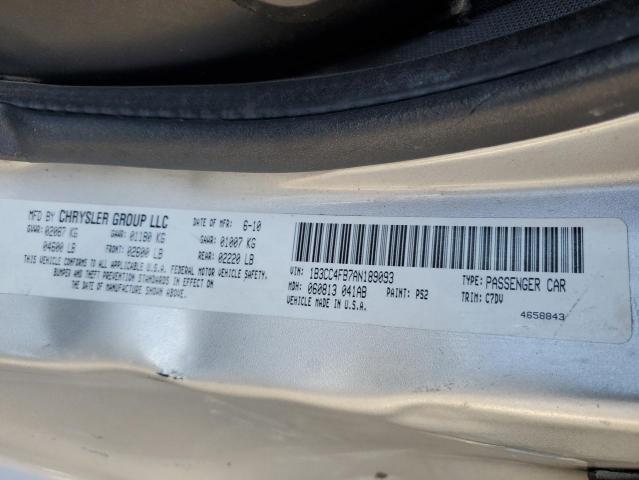 MFD BY CHRYSLER GROUP LLC DATE OF MFR: 6-10
GVWR: 02087 KG GAWR: 01180 KG GAWR: 01007 KG
04600 LB FRONT: 02600 LB REAR: 02220 LB
THIS VEHICLE CONFORMS TO ALL APPLICABLE U.S.A. FEDERAL MOTOR VEHICLE SAFETY,
BUMPER AND THEFT PREVENTION STANDARDS IN EFFECT ON
THE DATE OF MANUFACTURE SHOWN ABOVE.
VIN: 1B3CC4FB7AN189093 TYPE: PASSENGER CAR
MDH: 060813 041AB PAINT: PS2 TRIM: C7DV
VEHICLE MADE IN U.S.A. 4658843